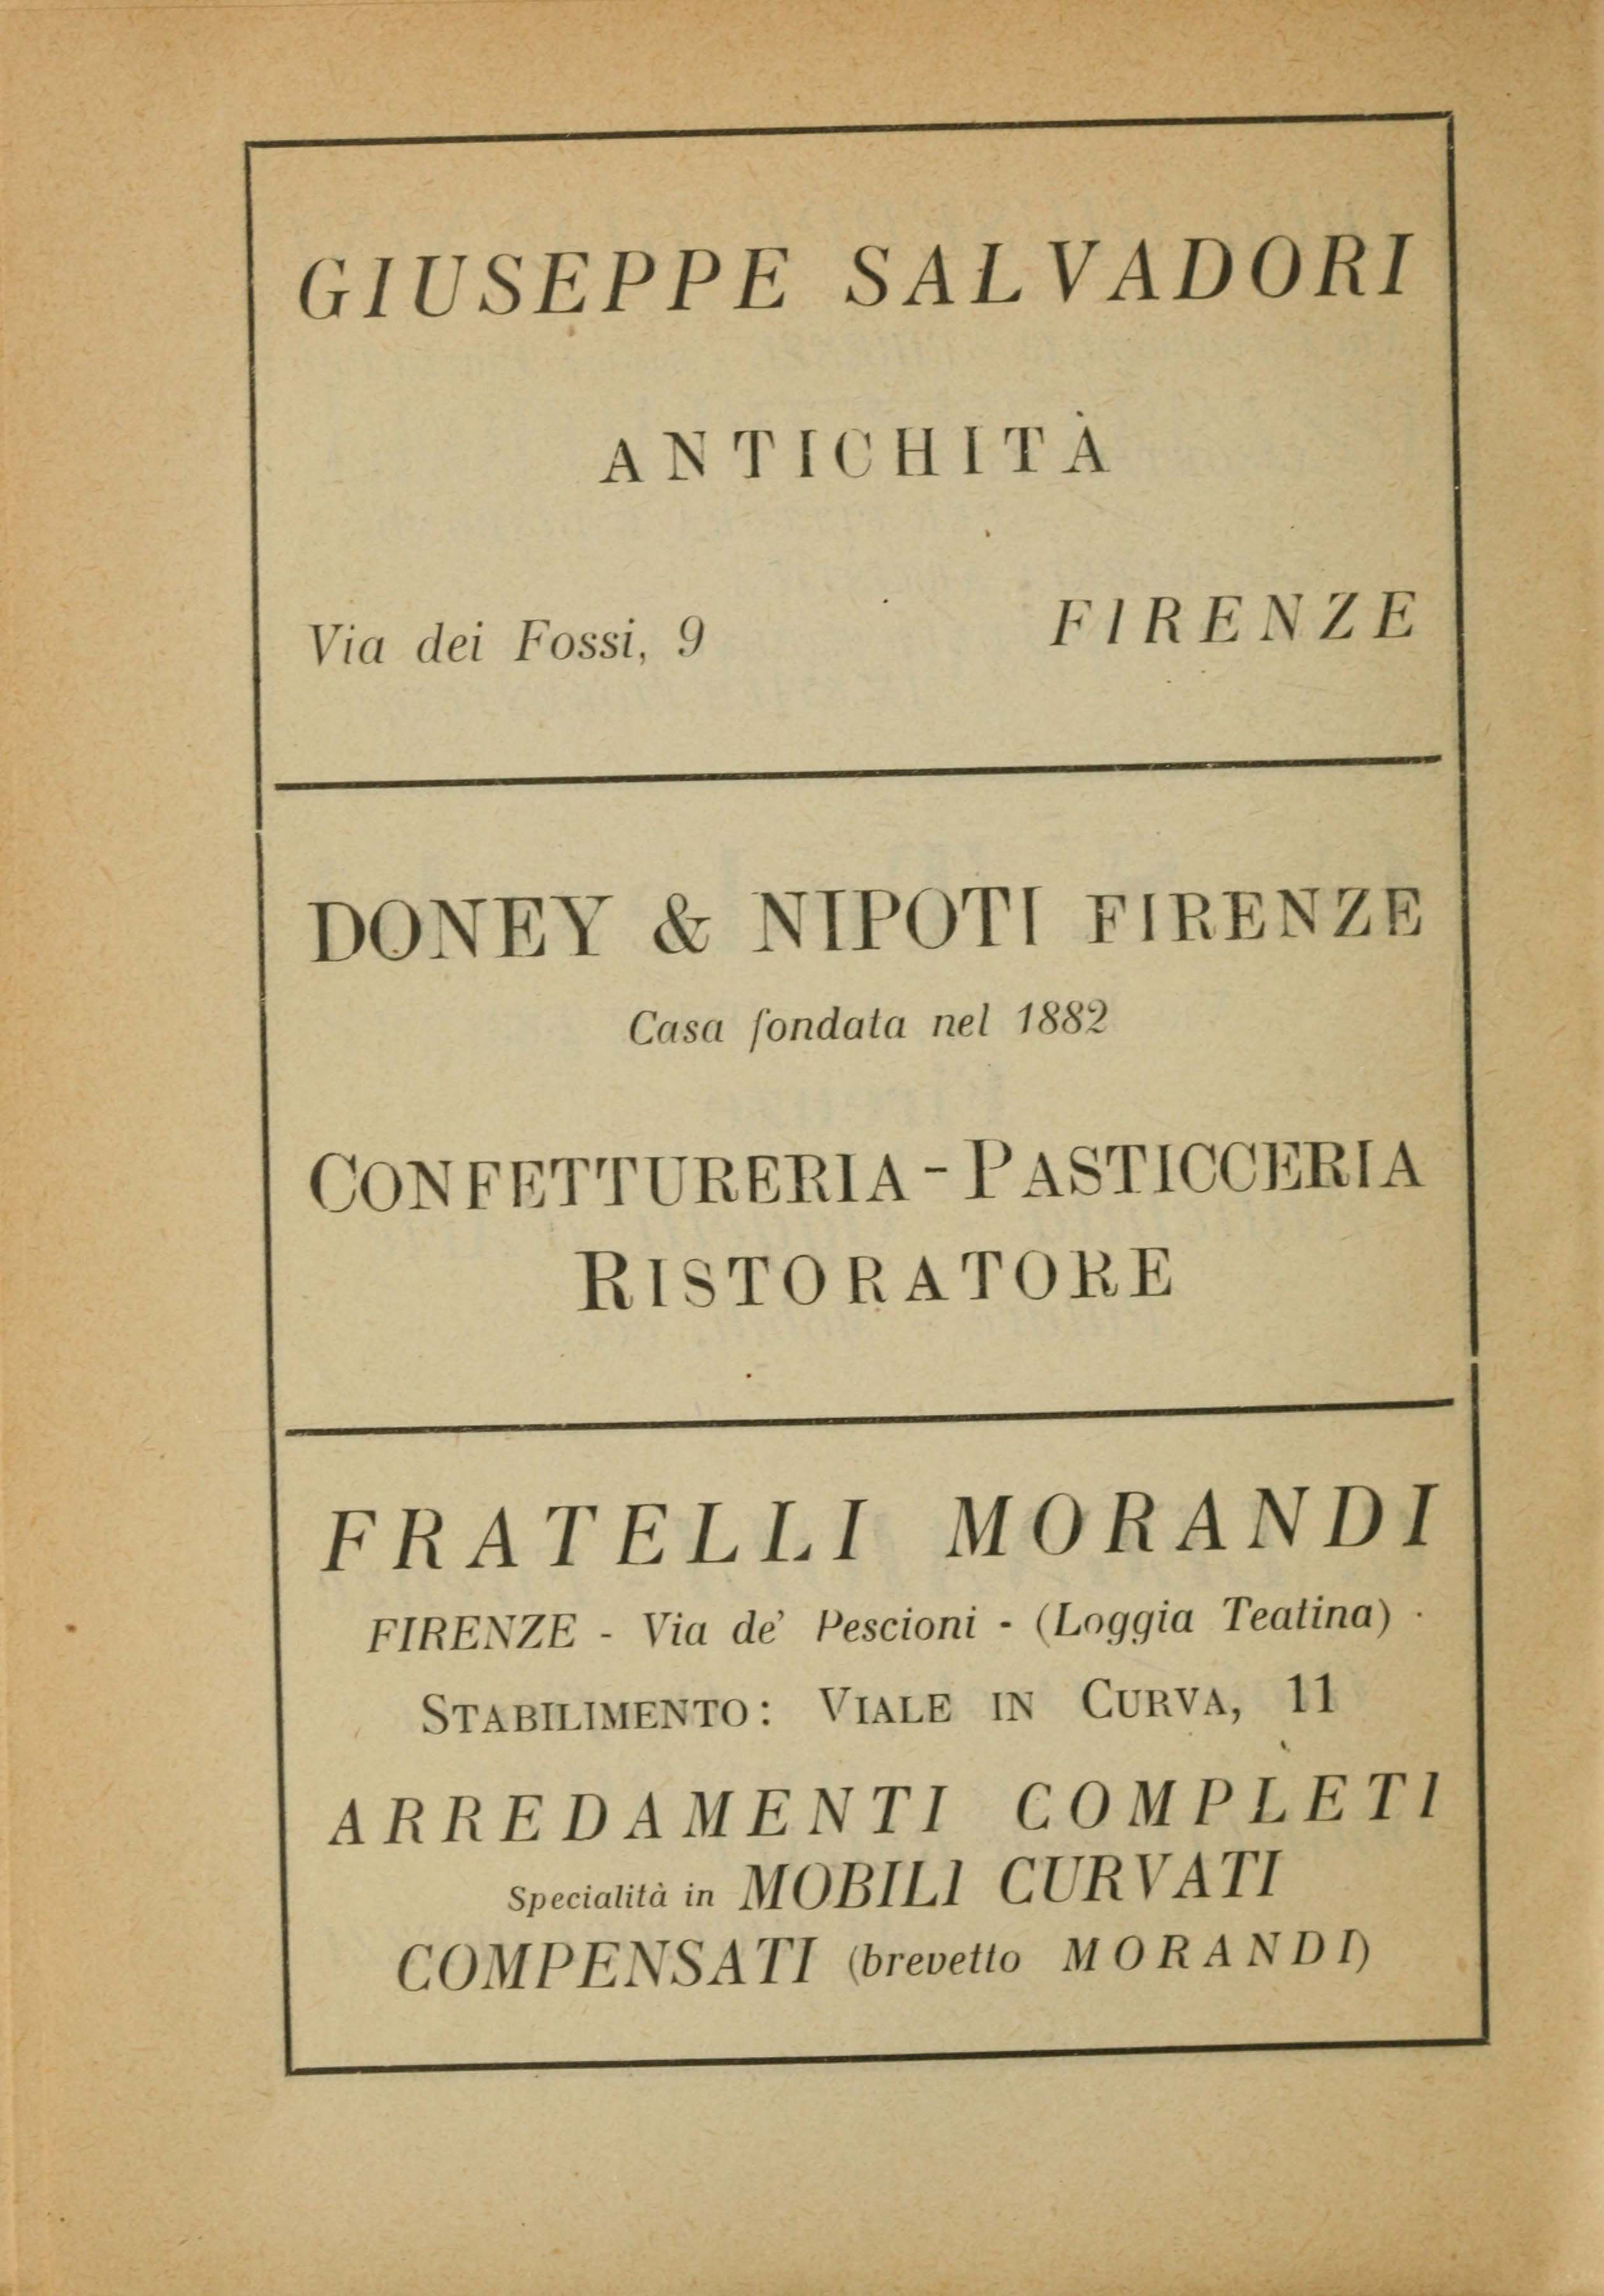 GIUSEPPE SALVADORI
ANTICHITÀ
Via dei Fossi, 9 FIRENZE
DONEY & NIPOTI FIRENZE
Casa fondata nel 1882
CONFETTURERIA - PASTICCERIA
RISTORATORE
FRATELLI MORANDI
FIRENZE - Via de' Pescioni - (Loggia Teatina) ·
STABILIMENTO: VIALE IN CURVA, 11
ARREDAMENTI COMPLETI
Specialità in MOBILI CURVATI
COMPENSATI (brevetto MORANDI)